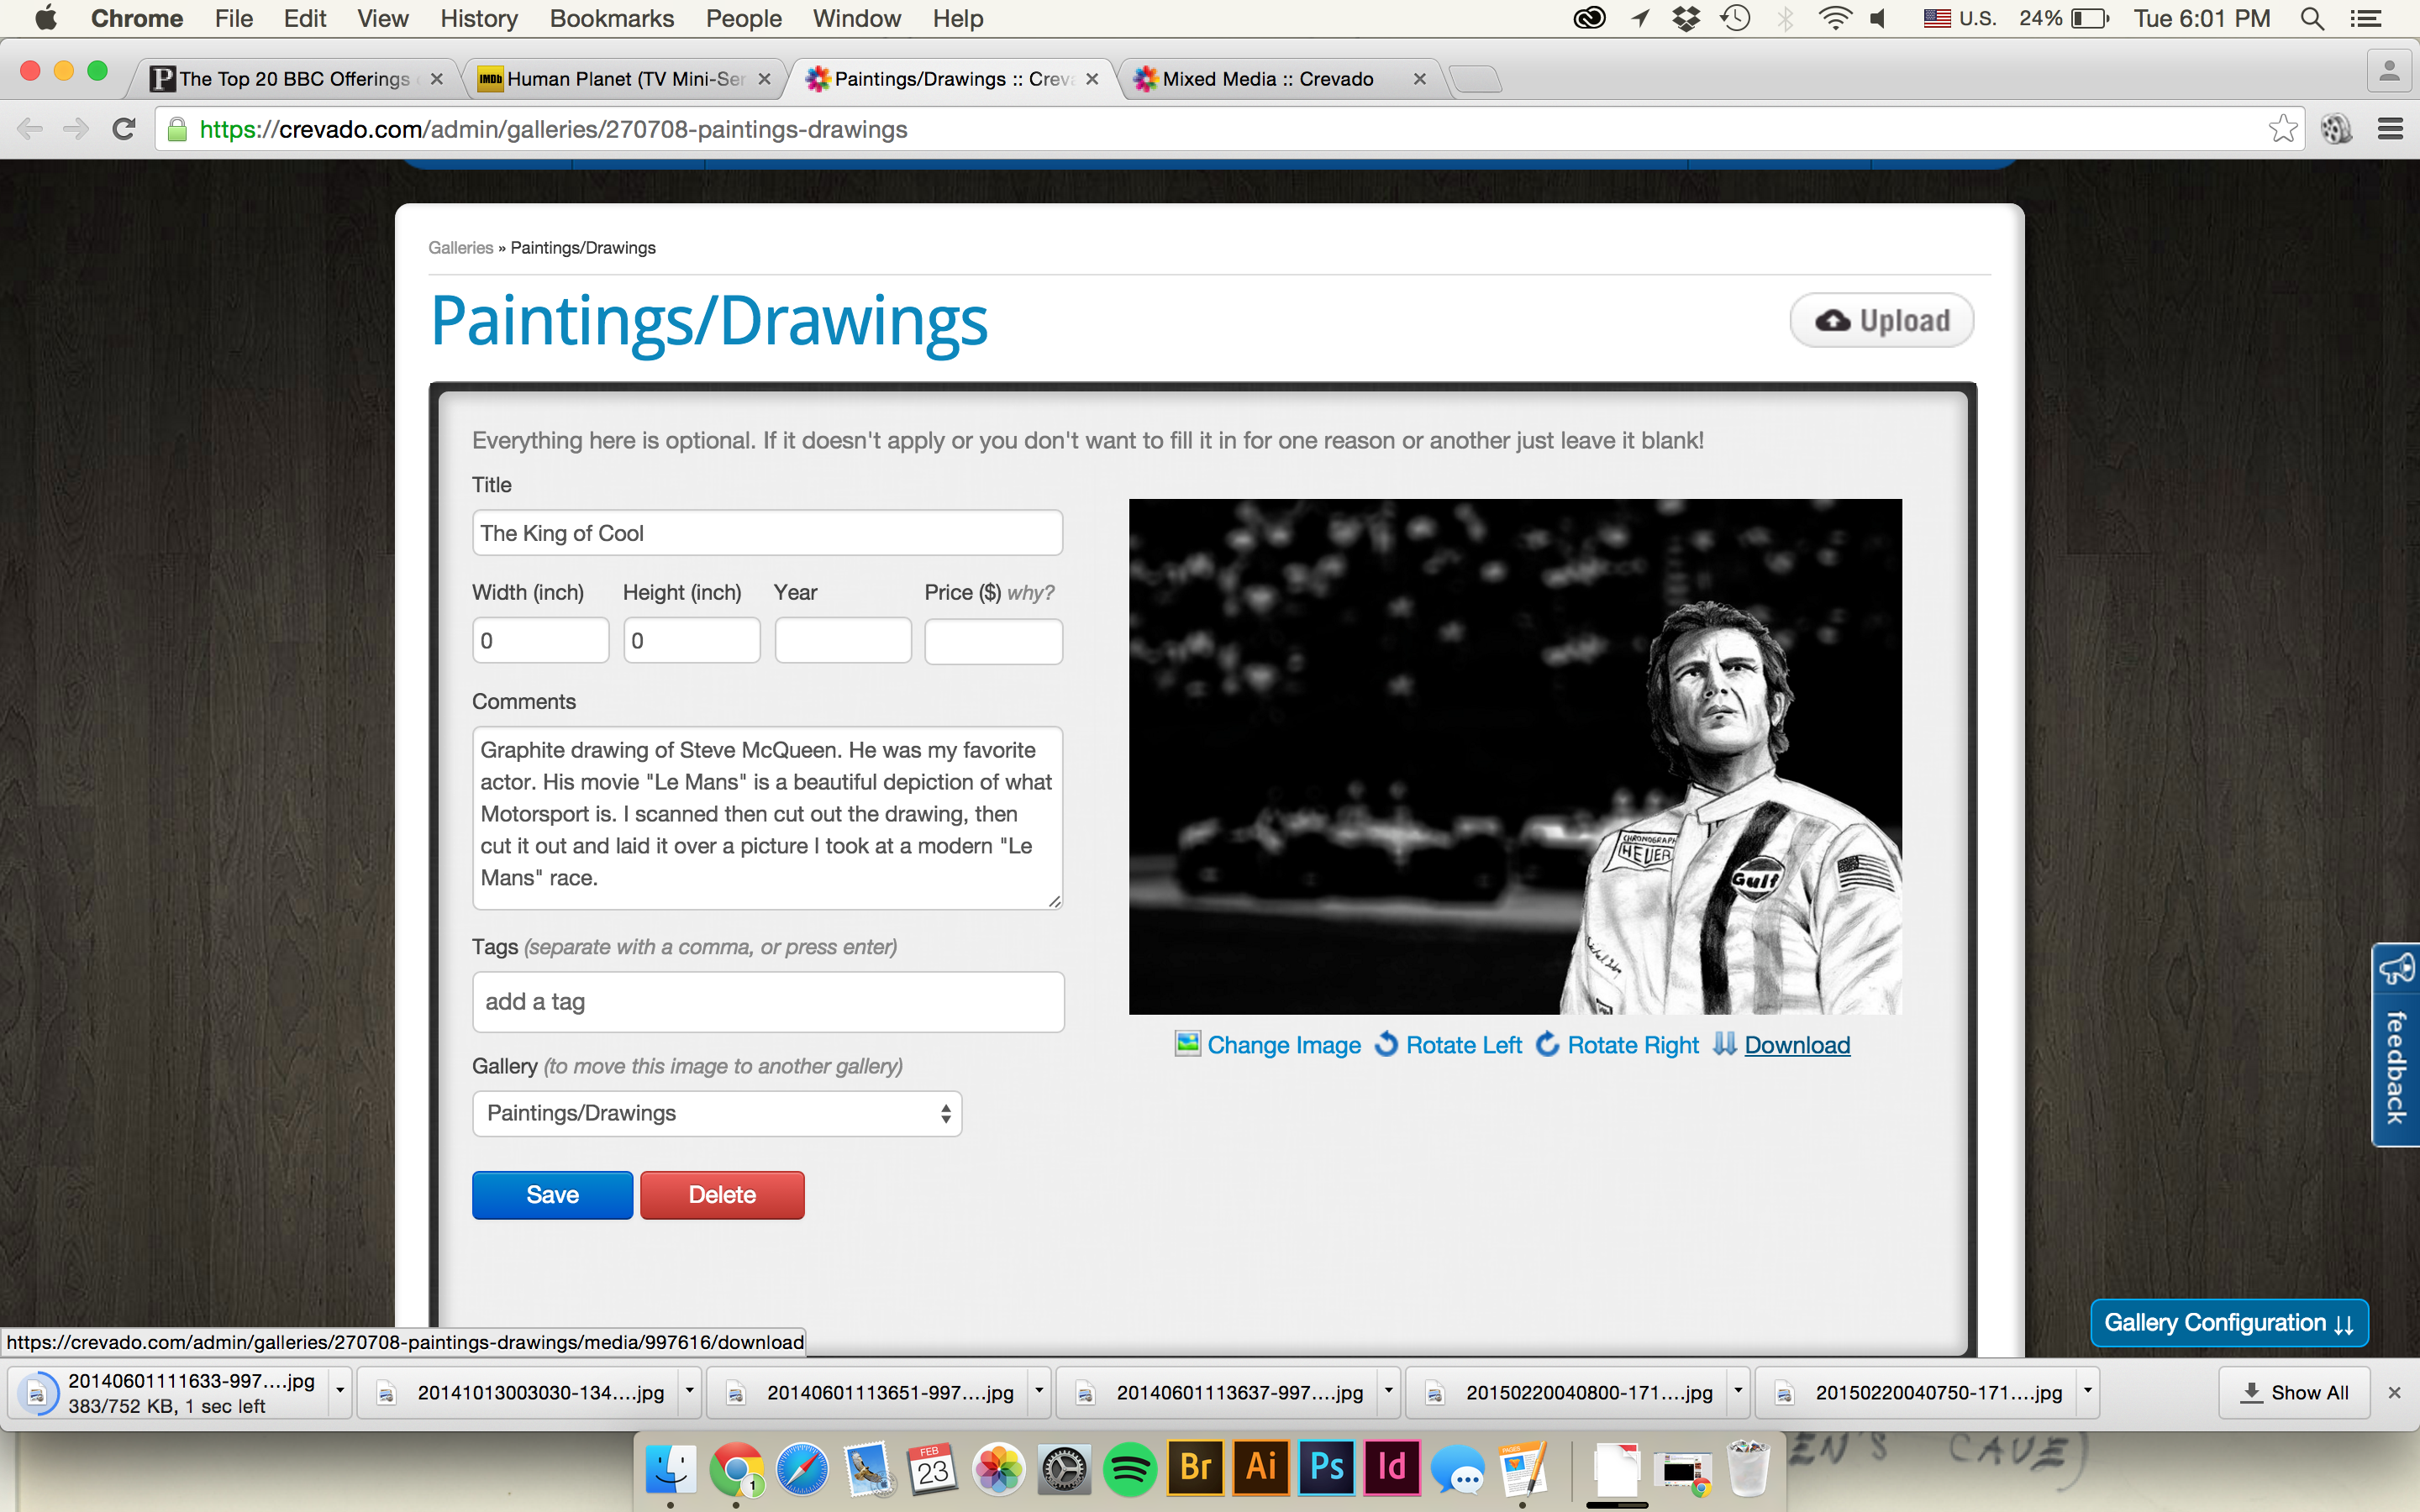 Chrome File Edit View History Bookmarks People Window Help U.S. 24% Tue 6:01 PM
The Top 20 BBC Offerings
IMDb Human Planet (TV Mini-Ser
Paintings/Drawings :: Creva
Mixed Media :: Crevado
https://crevado.com/admin/galleries/270708-paintings-drawings
Galleries » Paintings/Drawings
Paintings/Drawings
Upload
Everything here is optional. If it doesn't apply or you don't want to fill it in for one reason or another just leave it blank!
Title
The King of Cool
Width (inch) Height (inch) Year Price ($) why?
0 0
Comments
Graphite drawing of Steve McQueen. He was my favorite
actor. His movie "Le Mans" is a beautiful depiction of what
Motorsport is. I scanned then cut out the drawing, then
cut it out and laid it over a picture I took at a modern "Le
Mans" race.
Tags (separate with a comma, or press enter)
add a tag
Gallery (to move this image to another gallery)
Paintings/Drawings
Save Delete
CHRONOGRAPH
HEUER
Gulf
Change Image Rotate Left Rotate Right Download
feedback
Gallery Configuration
https://crevado.com/admin/galleries/270708-paintings-drawings/media/997616/download
20140601111633-997....jpg
383/752 KB, 1 sec left
20141013003030-134....jpg
20140601113651-997....jpg
20140601113637-997....jpg
20150220040800-171....jpg
20150220040750-171....jpg
Show All
1
FEB
23
Br Ai Ps Id
PAGES
EN'S CAVE)